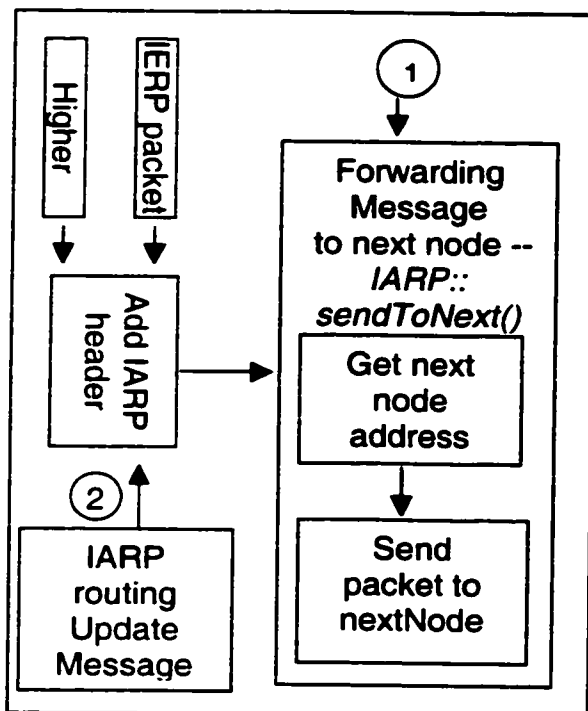 Higher
IERP packet
1
Forwarding
Message
to next node --
IARP::
sendToNext()
Add IARP
header
Get next
node
address
2
IARP
routing
Update
Message
Send
packet to
nextNode